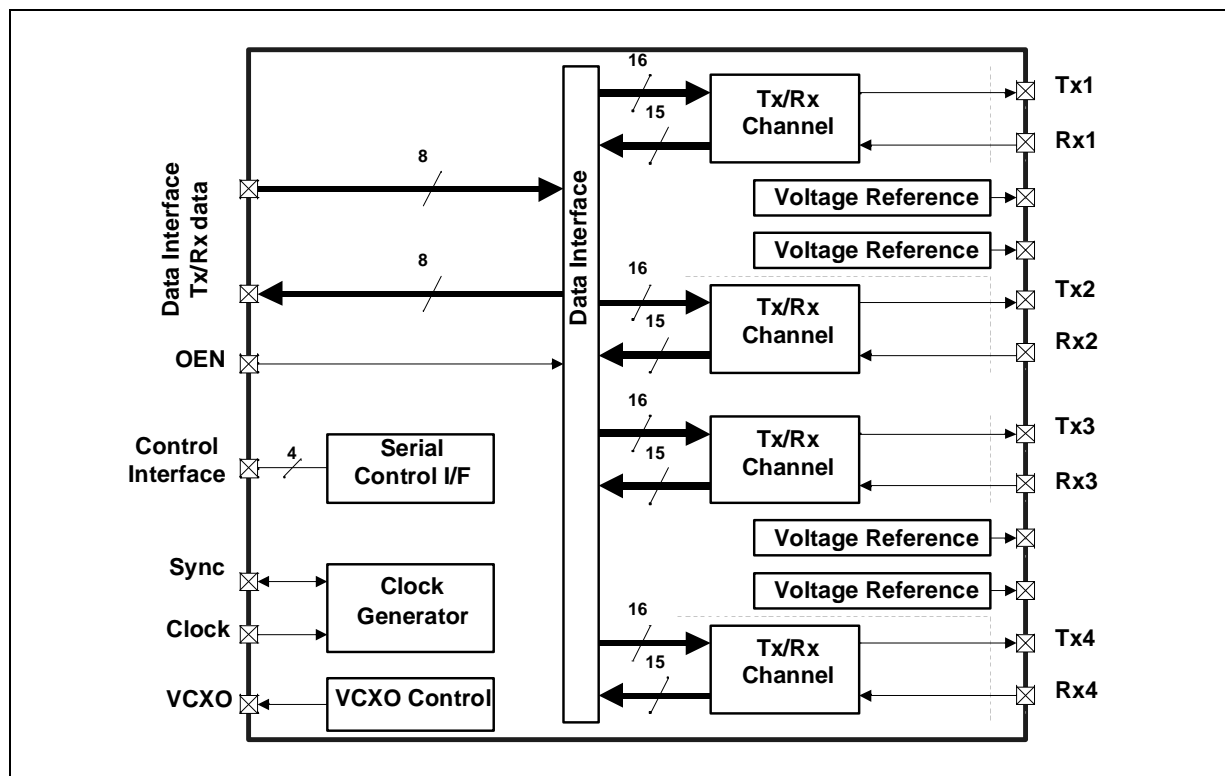 Data Interface
Tx/Rx data
8
8
OEN
Control
Interface
4
Serial
Control I/F
Sync
Clock
Clock
Generator
VCXO
VCXO Control
Data Interface
16
15
Tx/Rx
Channel
Tx1
Rx1
Voltage Reference
Voltage Reference
16
15
Tx/Rx
Channel
Tx2
Rx2
16
15
Tx/Rx
Channel
Tx3
Rx3
Voltage Reference
Voltage Reference
16
15
Tx/Rx
Channel
Tx4
Rx4